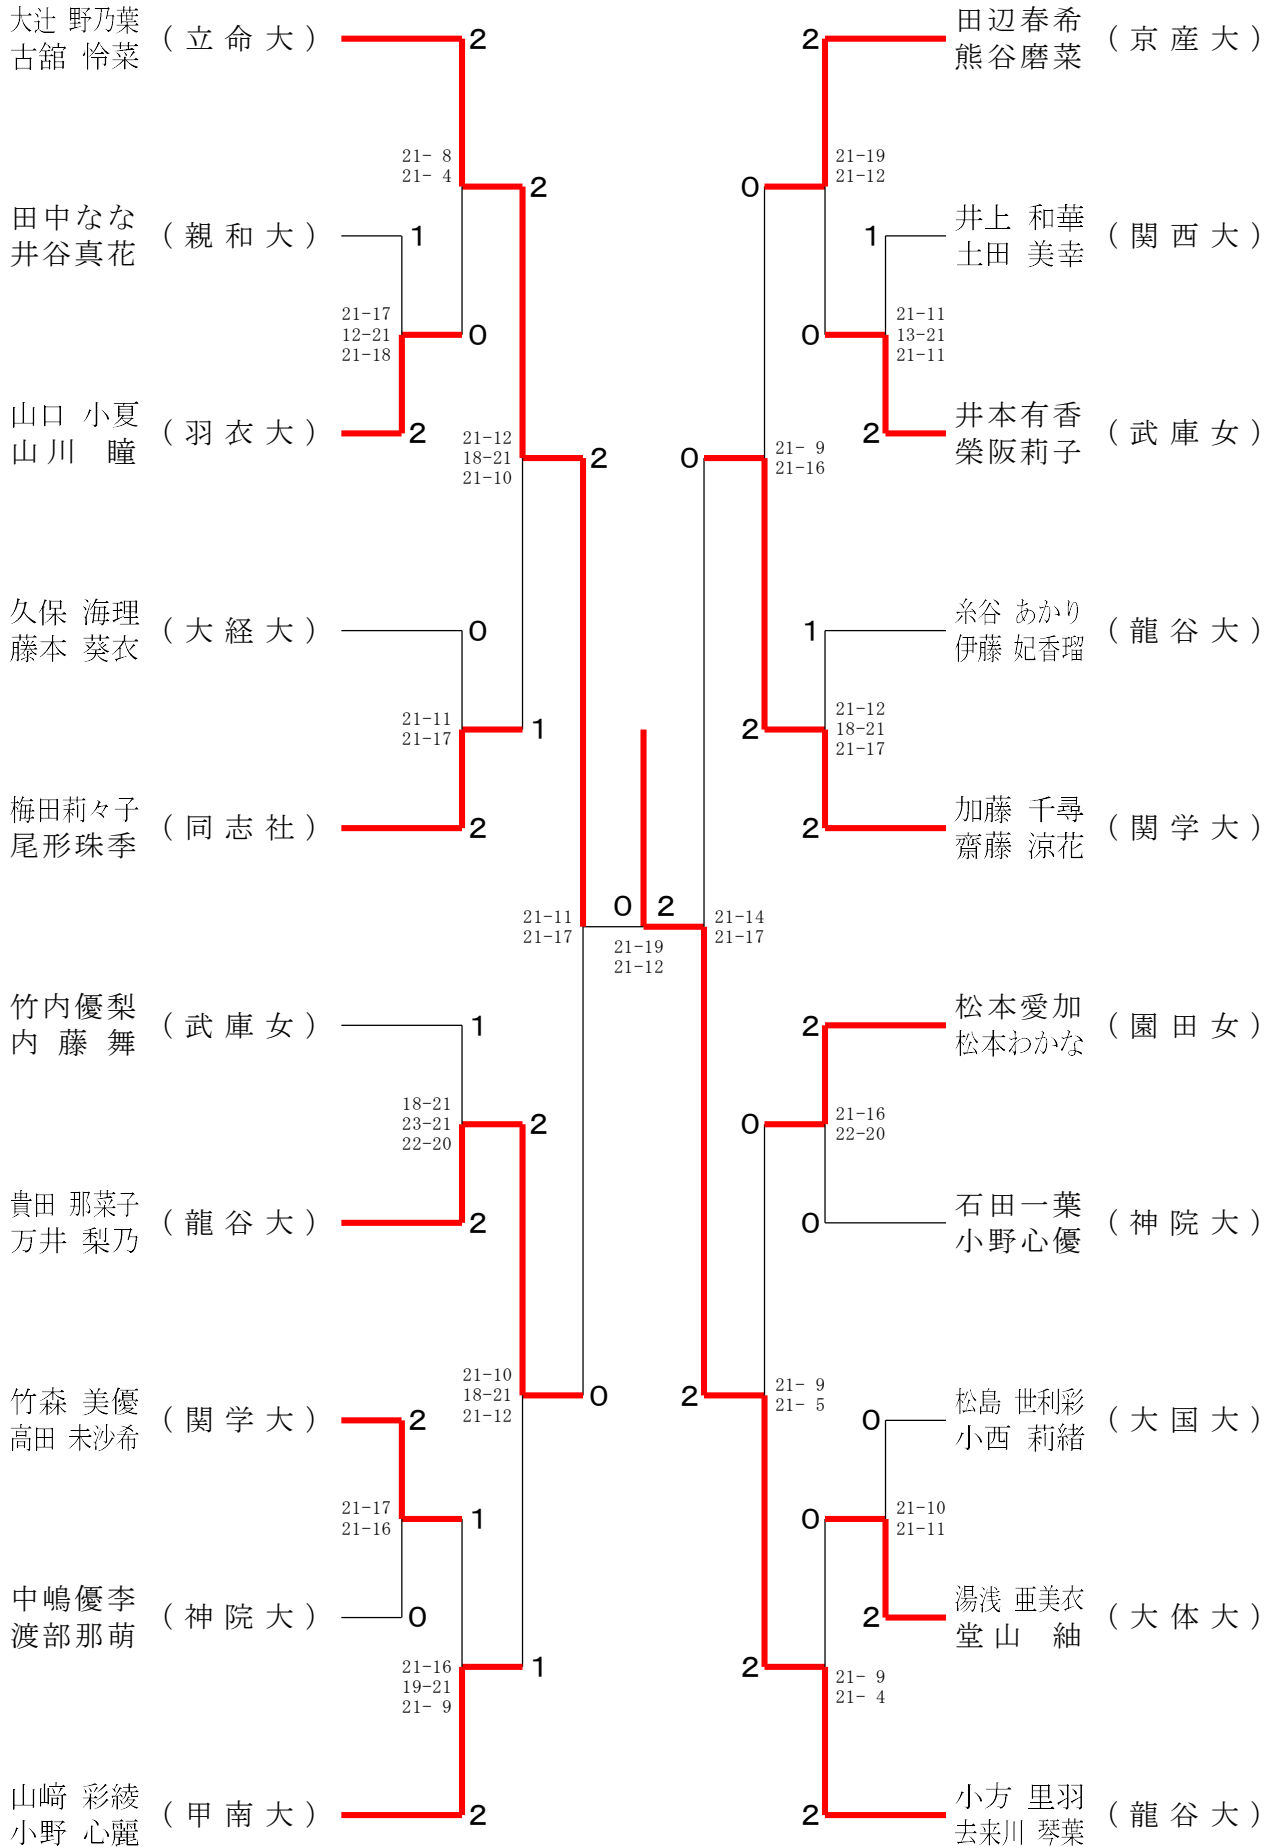 大辻 野乃葉
古舘 怜菜
(立命大)
2
21- 8
21- 4
2
田中なな
井谷真花
(親和大)
1
21-17
12-21
21-18
0
山口 小夏
山川 瞳
(羽衣大)
2
21-12
18-21
21-10
2
久保 海理
藤本 葵衣
(大経大)
0
21-11
21-17
1
梅田莉々子
尾形珠季
(同志社)
2
21-11
21-17
0 2
21-19
21-12
竹内優梨
内藤舞
(武庫女)
1
18-21
23-21
22-20
2
貴田 那菜子
万井 梨乃
(龍谷大)
2
21-10
18-21
21-12
0
竹森 美優
高田 未沙希
(関学大)
2
21-17
21-16
1
中嶋優李
渡部那萌
(神院大)
0
21-16
19-21
21- 9
1
山﨑 彩綾
小野 心麗
(甲南大)
2
2
田辺春希
熊谷磨菜
(京産大)
0
21-19
21-12
1
井上 和華
土田 美幸
(関西大)
0
21-11
13-21
21-11
2
井本有香
榮阪莉子
(武庫女)
0
21- 9
21-16
1
糸谷 あかり
伊藤 妃香瑠
(龍谷大)
2
21-12
18-21
21-17
2
加藤 千尋
齋藤 涼花
(関学大)
21-14
21-17
2
松本愛加
松本わかな
(園田女)
0
21-16
22-20
0
石田一葉
小野心優
(神院大)
2
21- 9
21- 5
0
松島 世利彩
小西 莉緒
(大国大)
0
21-10
21-11
2
湯浅 亜美衣
堂山 紬
(大体大)
2
21- 9
21- 4
2
小方 里羽
去来川 琴葉
(龍谷大)